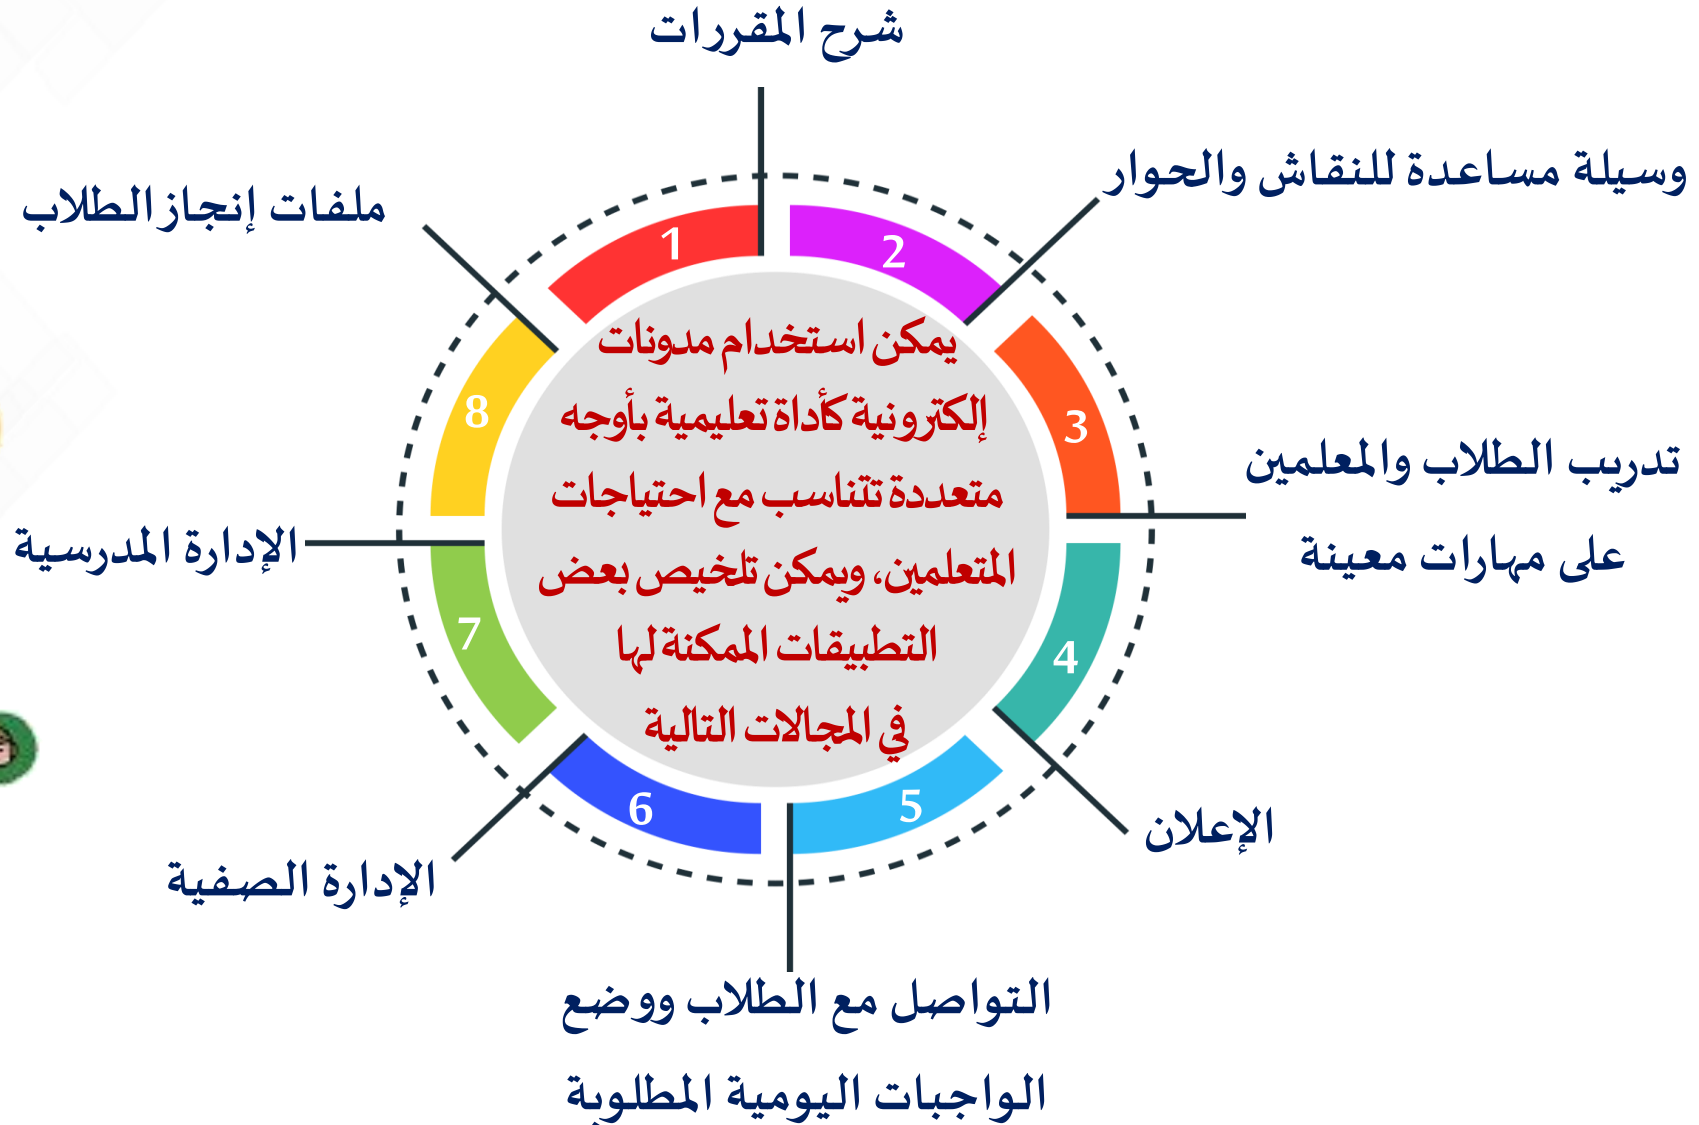 شرح المقررات
1
2
وسيلة مساعدة للنقاش والحوار
3
تدريب الطلاب والمعلمين
على مهارات معينة
4
الإعلان
5
التواصل مع الطلاب ووضع
الواجبات اليومية المطلوبة
6
الإدارة الصفية
7
الإدارة المدرسية
8
ملفات إنجاز الطلاب
يمكن استخدام مدونات
إلكترونية كأداة تعليمية بأوجه
متعددة تتناسب مع احتياجات
المتعلمين، ويمكن تلخيص بعض
التطبيقات الممكنة لها
في المجالات التالية